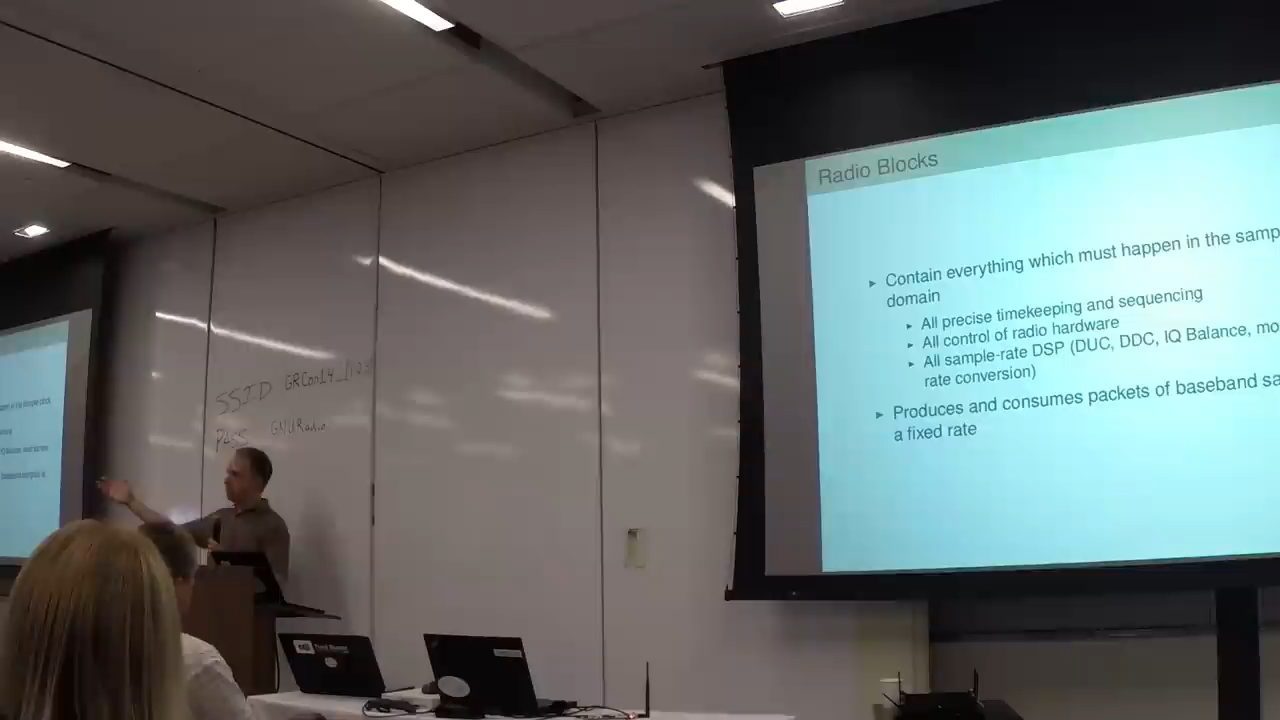 Radio Blocks
Contain everything which must happen in the samp
domain
All precise timekeeping and sequencing
All control of radio hardware
All sample-rate DSP (DUC, DDC, IQ Balance, mo
rate conversion)
Produces and consumes packets of baseband sa
a fixed rate
SSID
PASS GNURadio